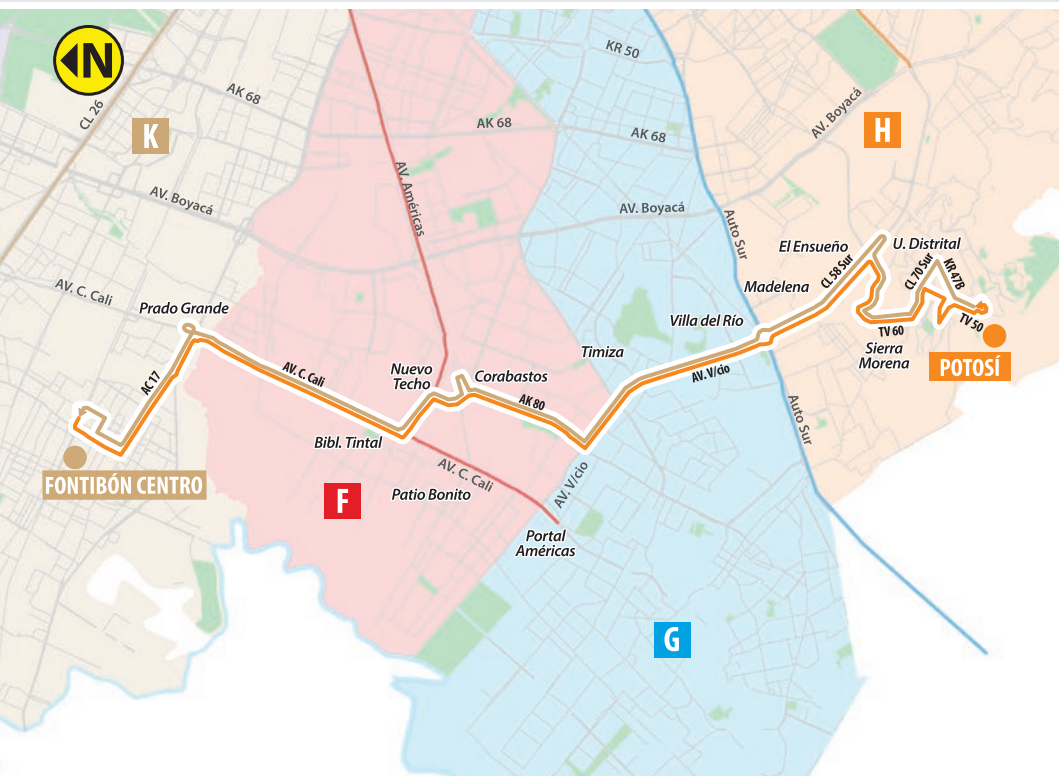 N
KR 50
CL 26
AK 68
K
AK 68
AK 68
AV. Boyacá
H
AV. Américas
AV. Boyacá
AV. Boyacá
Auto Sur
El Ensueño
U. Distrital
CL 58 Sur
CL 70 Sur
KR 47B
AV. C. Cali
Prado Grande
Madelena
Villa del Río
TV 60
TV 50
Sierra
Morena
POTOSÍ
Timiza
Nuevo
Techo
Corabastos
AC 17
AV. C. Cali
AK 80
AV. V/cio
Auto Sur
Bibl. Tintal
FONTIBÓN CENTRO
F
AV. C. Cali
Patio Bonito
AV. V/cio
Portal
Américas
G